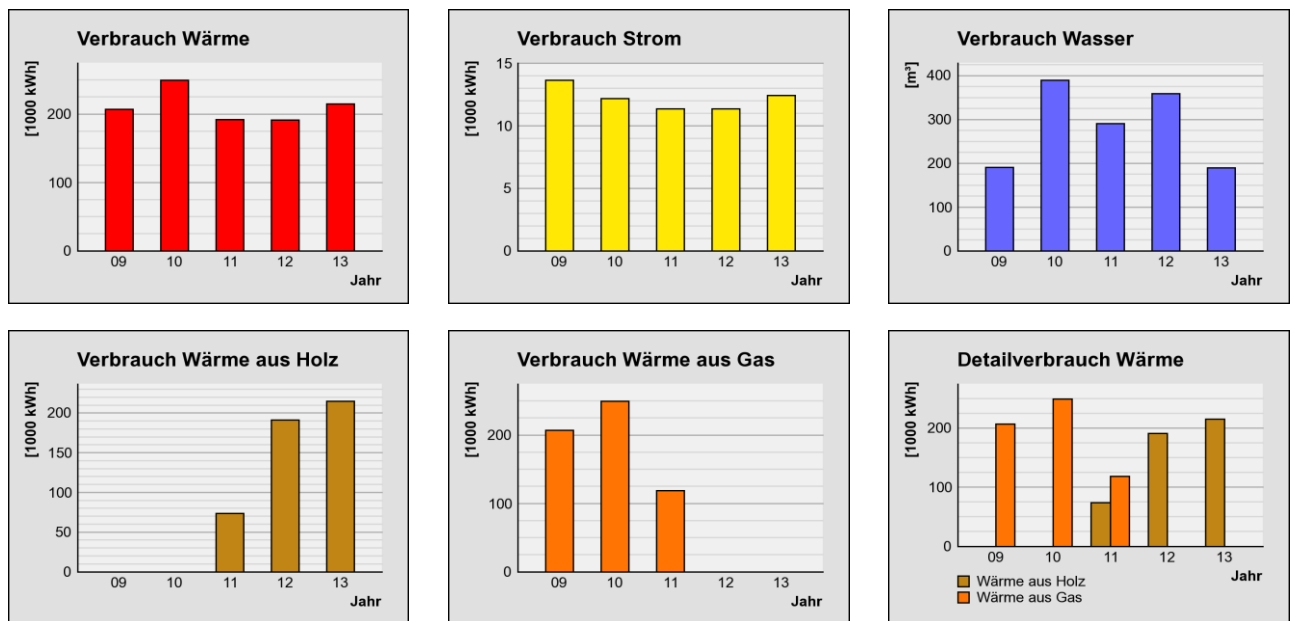 Verbrauch Wärme
[1000 kWh]
200
100
0
09 10 11 12 13
Jahr
Verbrauch Strom
[1000 kWh]
15
10
5
0
09 10 11 12 13
Jahr
Verbrauch Wasser
[m³]
400
300
200
100
0
09 10 11 12 13
Jahr
Verbrauch Wärme aus Holz
[1000 kWh]
200
150
100
50
0
09 10 11 12 13
Jahr
Verbrauch Wärme aus Gas
[1000 kWh]
200
100
0
09 10 11 12 13
Jahr
Detailverbrauch Wärme
[1000 kWh]
200
100
0
09 10 11 12 13
Jahr
Wärme aus Holz
Wärme aus Gas